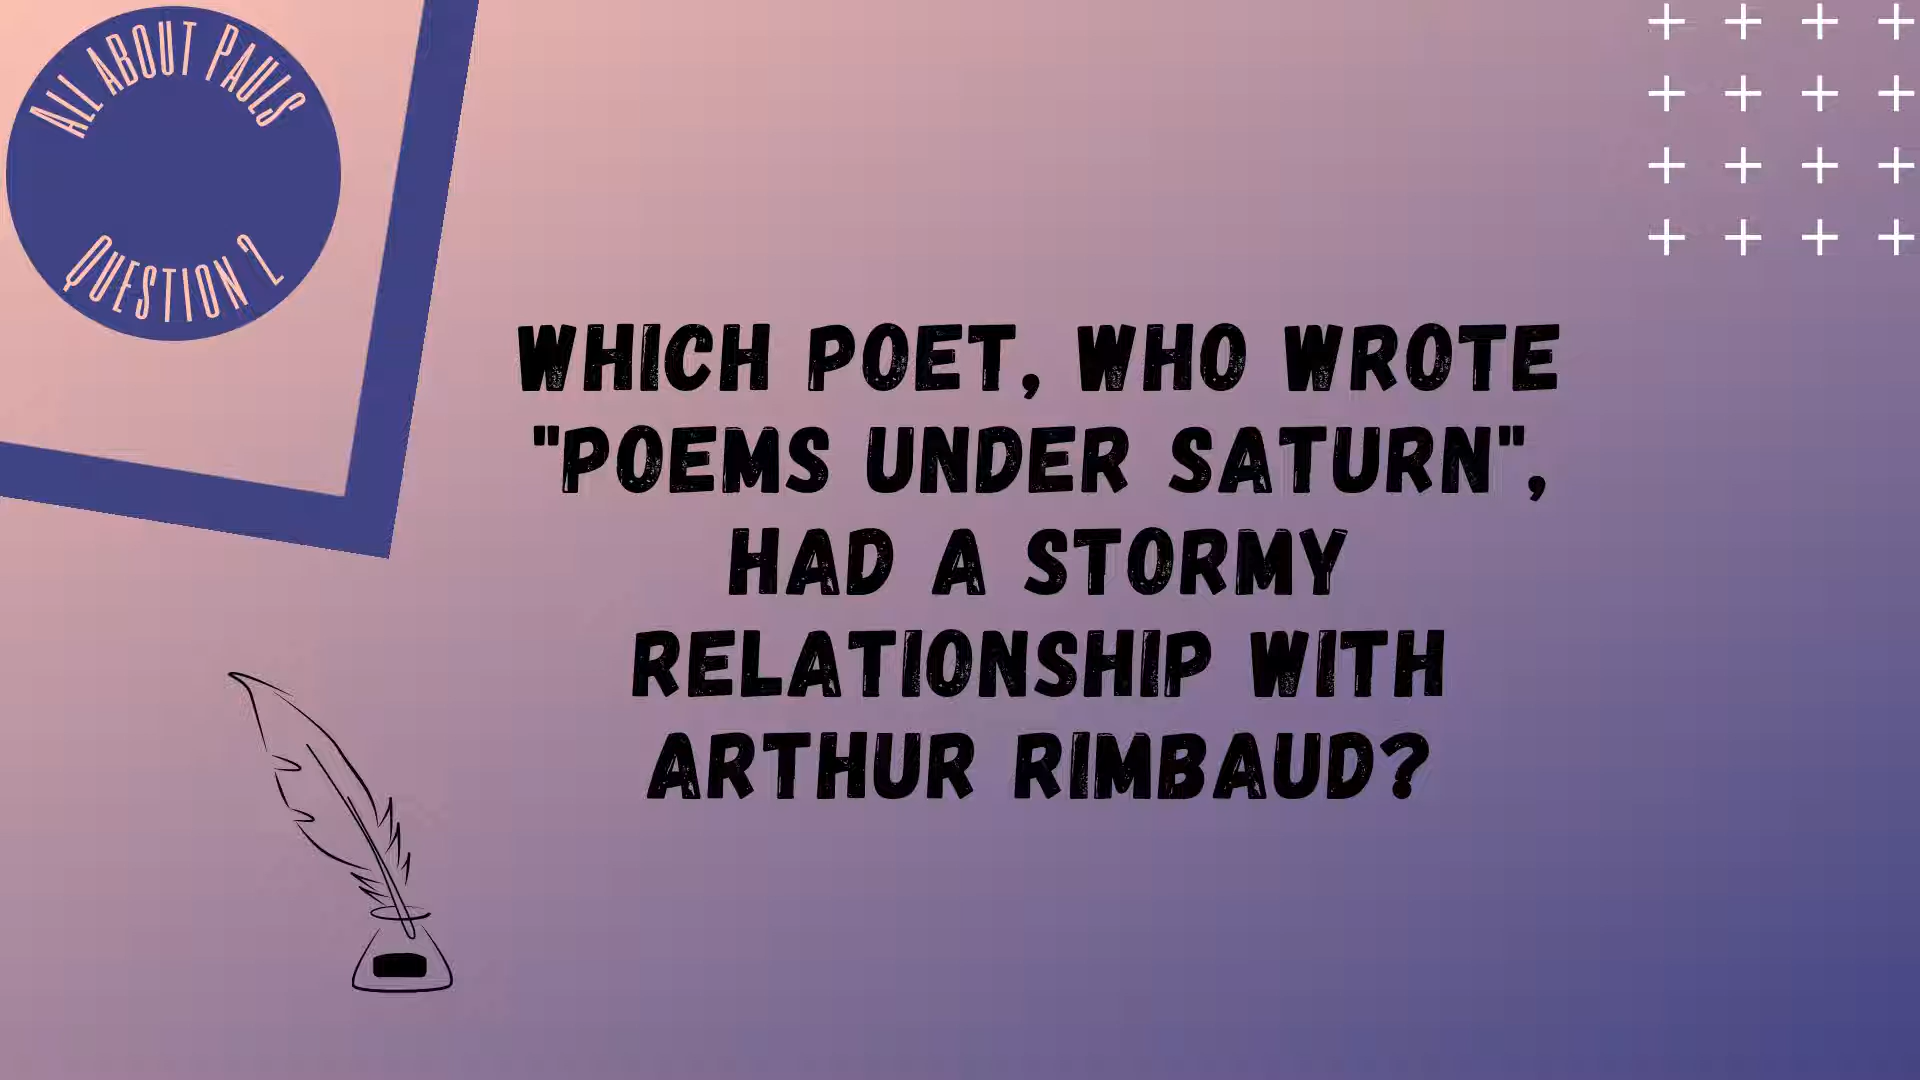 ALL ABOUT PAULS
QUESTION 2
WHICH POET, WHO WROTE
"POEMS UNDER SATURN",
HAD A STORMY
RELATIONSHIP WITH
ARTHUR RIMBAUD?